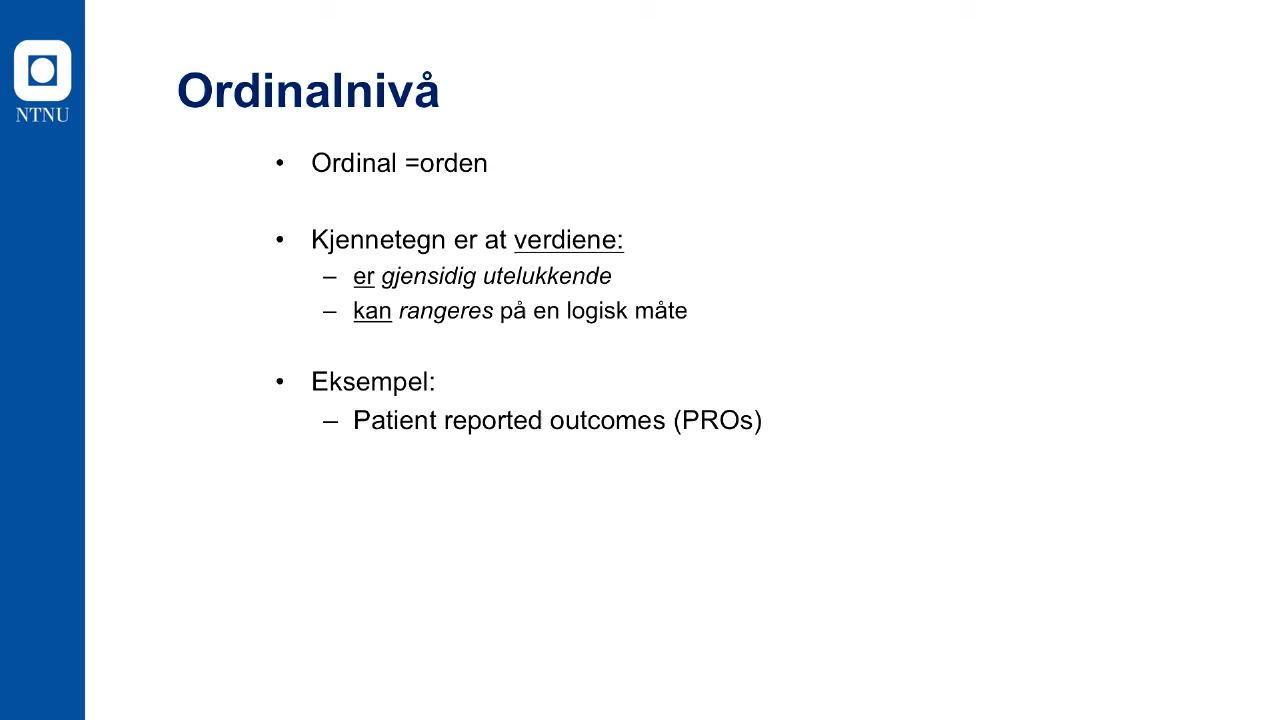 NTNU
Ordinalnivå
• Ordinal =orden
• Kjennetegn er at verdiene:
– er gjensidig utelukkende
– kan rangeres på en logisk måte
• Eksempel:
– Patient reported outcomes (PROs)